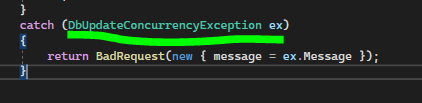 }
catch (DbUpdateConcurrencyException ex)
{
return BadRequest(new { message = ex.Message });
}